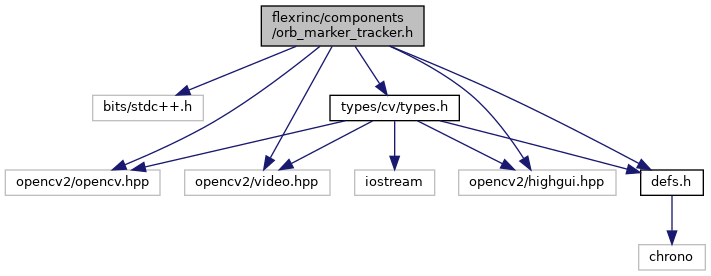 flexrinc/components
/orb_marker_tracker.h
bits/stdc++.h
types/cv/types.h
opencv2/opencv.hpp
opencv2/video.hpp
iostream
opencv2/highgui.hpp
defs.h
chrono